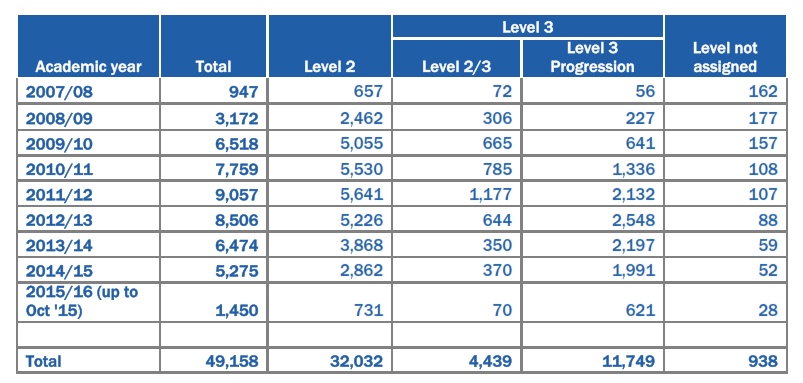 Level 3
Academic year Total Level 2 Level 2/3 Level 3 Progression Level not assigned
2007/08 947 657 72 56 162
2008/09 3,172 2,462 306 227 177
2009/10 6,518 5,055 665 641 157
2010/11 7,759 5,530 785 1,336 108
2011/12 9,057 5,641 1,177 2,132 107
2012/13 8,506 5,226 644 2,548 88
2013/14 6,474 3,868 350 2,197 59
2014/15 5,275 2,862 370 1,991 52
2015/16 (up to
Oct '15) 1,450 731 70 621 28
Total 49,158 32,032 4,439 11,749 938